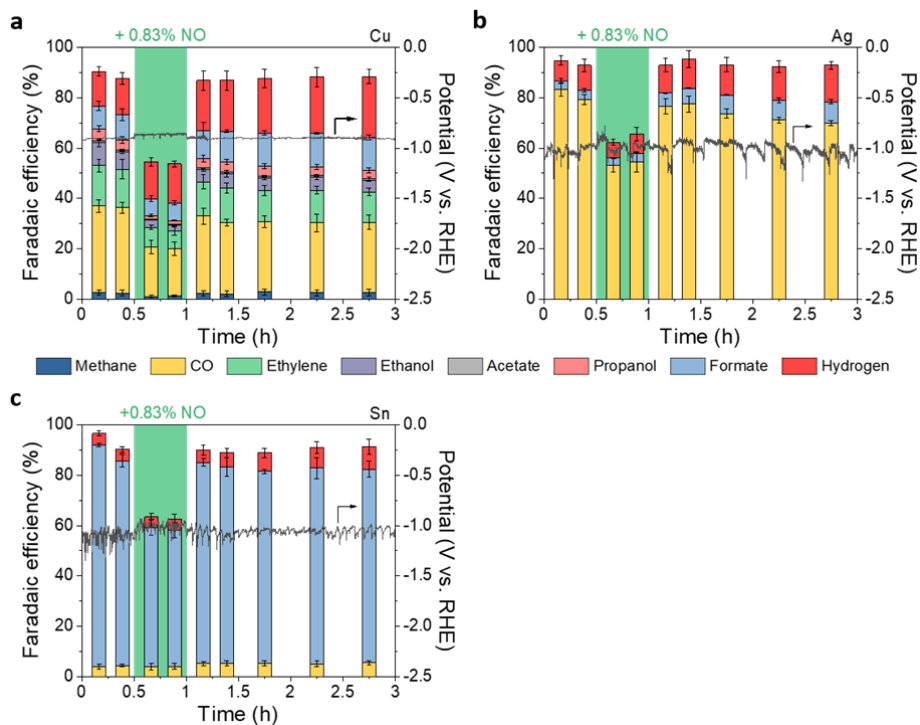 a
+ 0.83% NO
Cu
100
80
60
40
20
0
Faradaic efficiency (%)
0.0
-0.5
-1.0
-1.5
-2.0
-2.5
Potential (V vs. RHE)
0
0.5
1
1.5
2
2.5
3
Time (h)
b
+ 0.83% NO
Ag
100
80
60
40
20
0
Faradaic efficiency (%)
0.0
-0.5
-1.0
-1.5
-2.0
-2.5
Potential (V vs. RHE)
0
0.5
1
1.5
2
2.5
3
Time (h)
Methane
CO
Ethylene
Ethanol
Acetate
Propanol
Formate
Hydrogen
c
+0.83% NO
Sn
100
80
60
40
20
0
Faradaic efficiency (%)
0.0
-0.5
-1.0
-1.5
-2.0
-2.5
Potential (V vs. RHE)
0
0.5
1
1.5
2
2.5
3
Time (h)